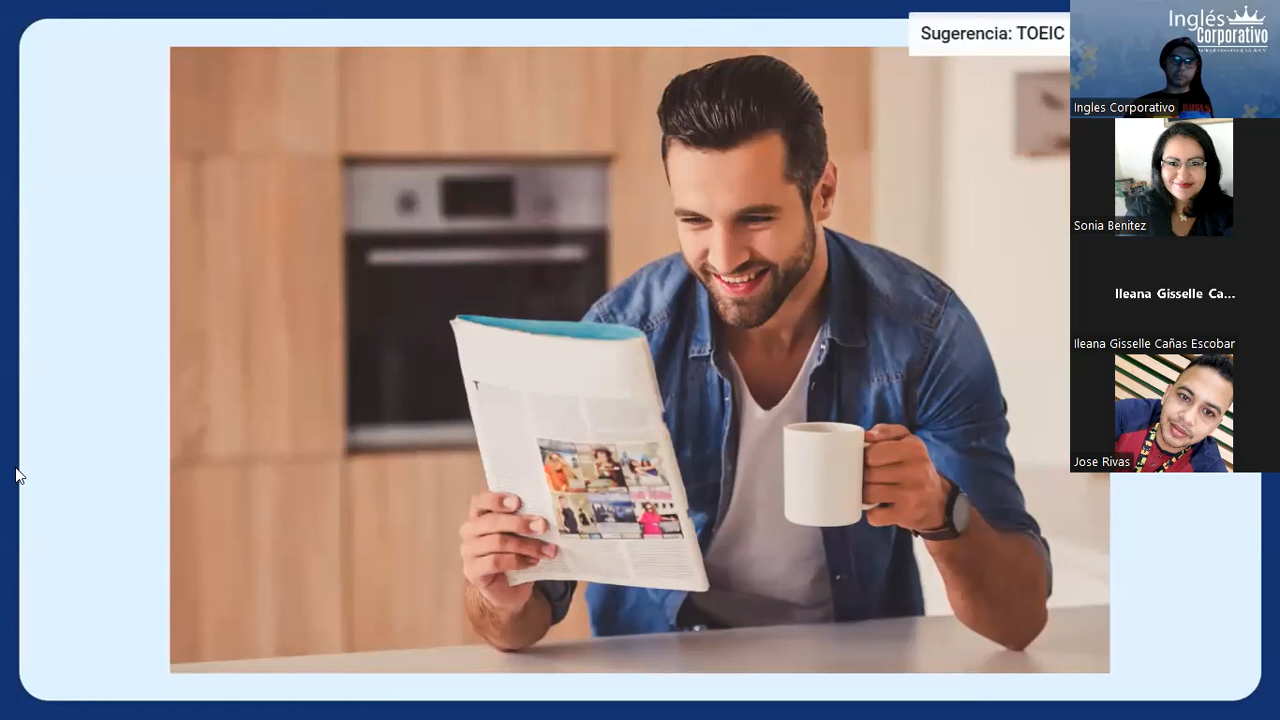 Sugerencia: TOEIC
Inglés
Corporativo
Ingles Corporativo
Sonia Benitez
Ileana Gisselle Ca...
Ileana Gisselle Cañas Escobar
Jose Rivas